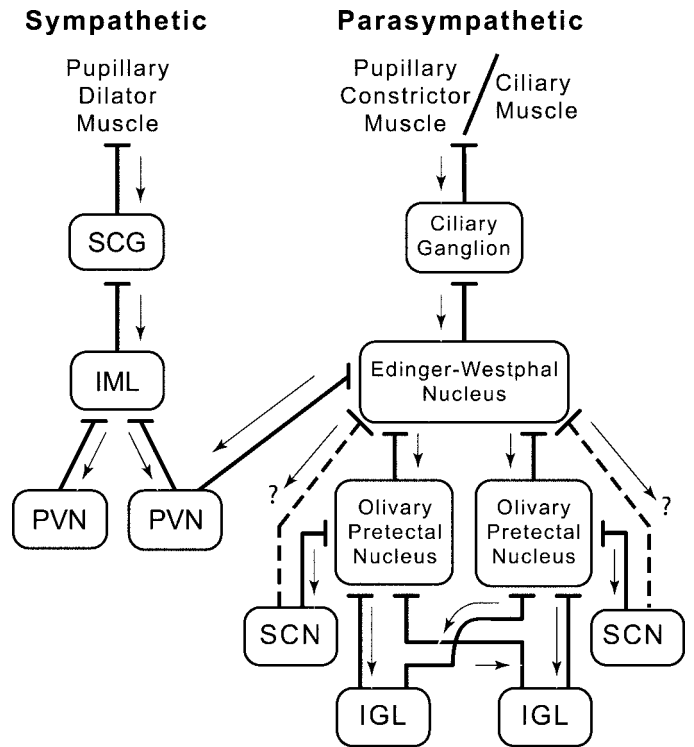 Sympathetic
Parasympathetic
Pupillary
Dilator
Muscle
Pupillary
Constrictor
Muscle
Ciliary
Muscle
SCG
Ciliary
Ganglion
IML
Edinger-Westphal
Nucleus
PVN
PVN
?
?
Olivary
Pretectal
Nucleus
Olivary
Pretectal
Nucleus
SCN
SCN
IGL
IGL